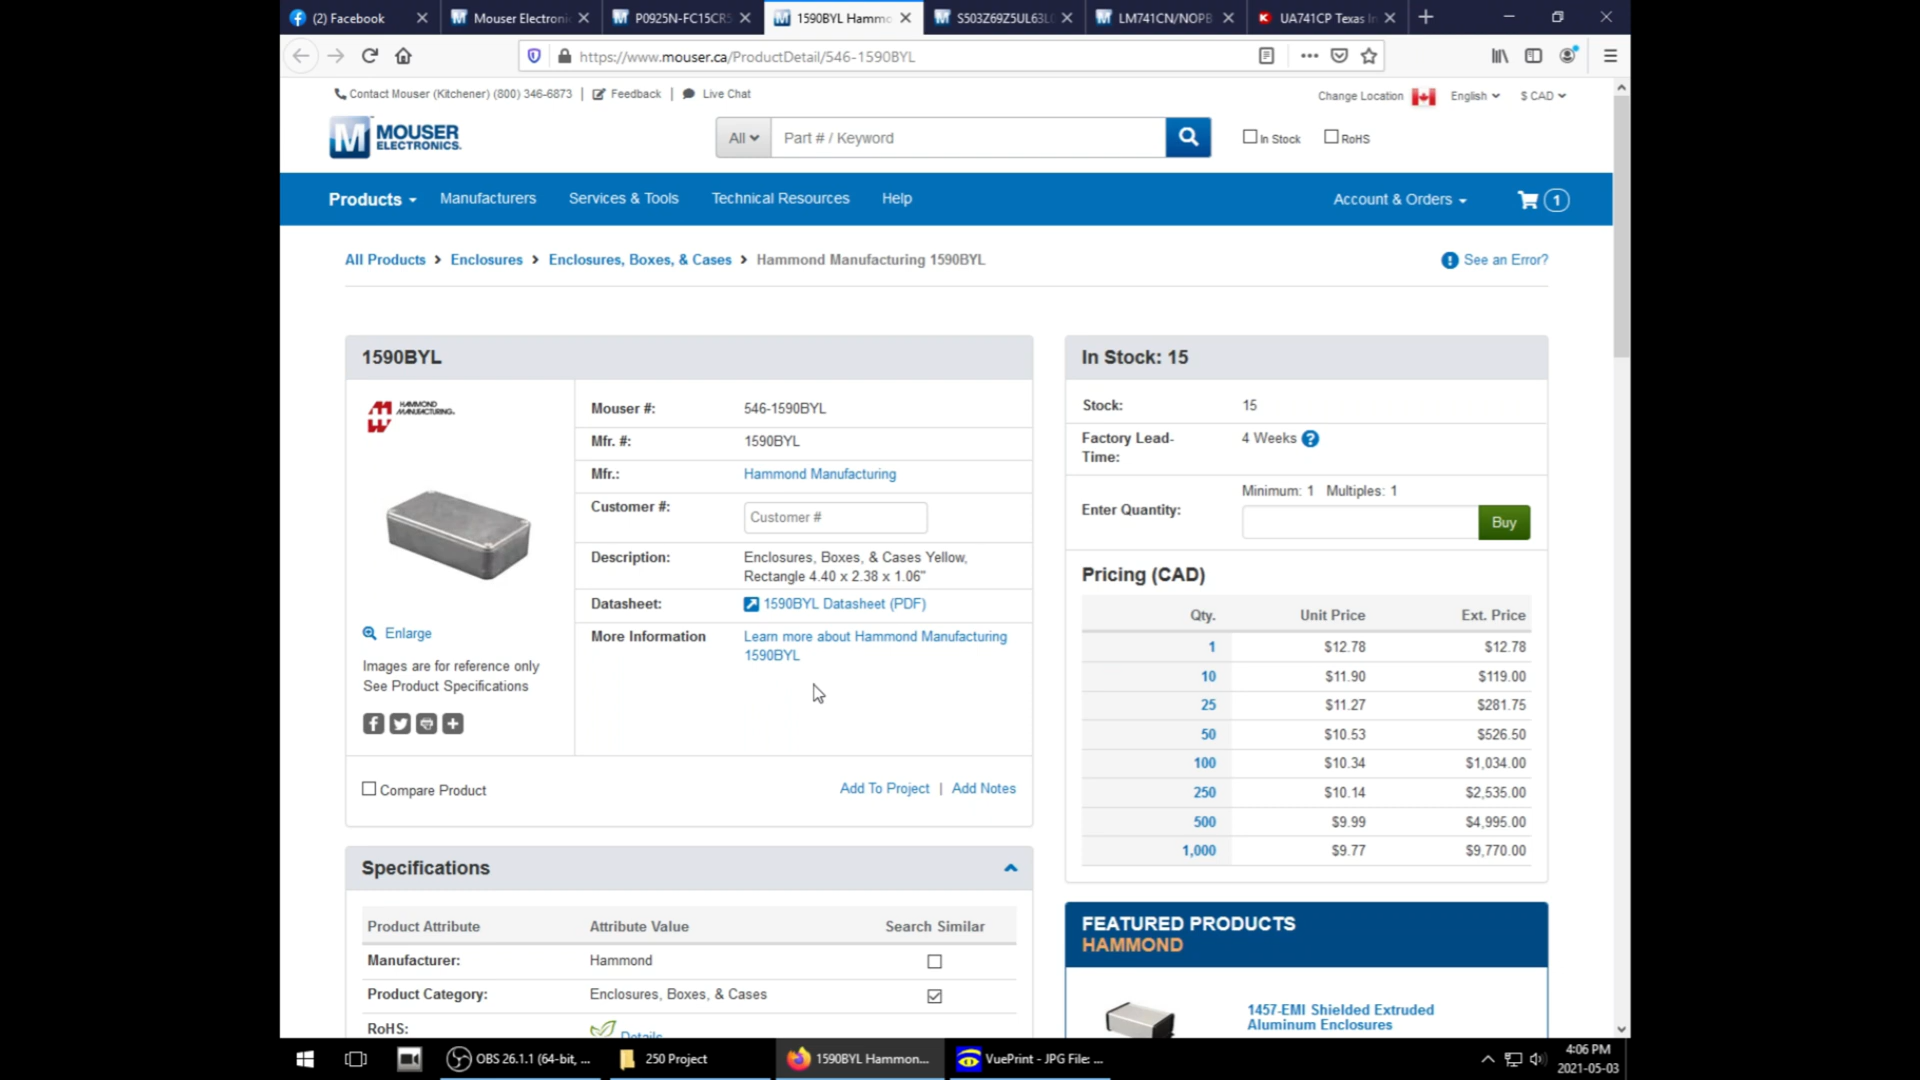 (2) Facebook
Mouser Electroni
P0925N-FC15CR5
1590BYL Hammo
S503Z69Z5UL63L
LM741CN/NOPB
UA741CP Texas In
https://www.mouser.ca/ProductDetail/546-1590BYL
Contact Mouser (Kitchener) (800) 346-6873 | Feedback | Live Chat
Change Location English $ CAD
M MOUSER
ELECTRONICS.
All
Part # / Keyword
In Stock
RoHS
Products
Manufacturers
Services & Tools
Technical Resources
Help
Account & Orders
1
All Products > Enclosures > Enclosures, Boxes, & Cases > Hammond Manufacturing 1590BYL
See an Error?
1590BYL
HAMMOND
MANUFACTURING.
Mouser #: 546-1590BYL
Mfr. #: 1590BYL
Mfr.: Hammond Manufacturing
Customer #: Customer #
Description: Enclosures, Boxes, & Cases Yellow,
Rectangle 4.40 x 2.38 x 1.06"
Datasheet: 1590BYL Datasheet (PDF)
More Information Learn more about Hammond Manufacturing
1590BYL
Enlarge
Images are for reference only
See Product Specifications
Compare Product
Add To Project | Add Notes
In Stock: 15
Stock: 15
Factory Lead-
Time: 4 Weeks
Minimum: 1 Multiples: 1
Enter Quantity:
Buy
Pricing (CAD)
Qty. Unit Price Ext. Price
1 $12.78 $12.78
10 $11.90 $119.00
25 $11.27 $281.75
50 $10.53 $526.50
100 $10.34 $1,034.00
250 $10.14 $2,535.00
500 $9.99 $4,995.00
1,000 $9.77 $9,770.00
Specifications
Product Attribute Attribute Value Search Similar
Manufacturer: Hammond
Product Category: Enclosures, Boxes, & Cases
RoHS: Details
FEATURED PRODUCTS
HAMMOND
1457-EMI Shielded Extruded
Aluminum Enclosures
OBS 26.1.1 (64-bit, ...
250 Project
1590BYL Hammon...
VuePrint - JPG File: ...
4:06 PM
2021-05-03